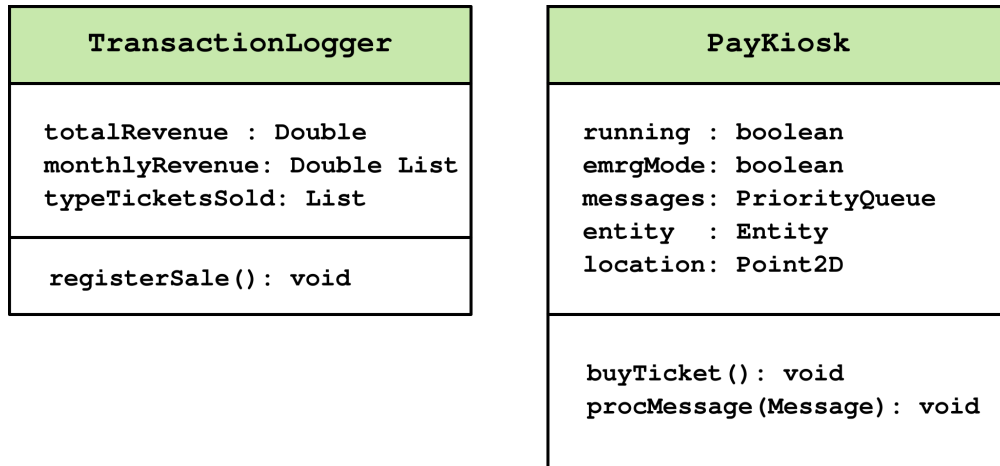 TransactionLogger
totalRevenue : Double
monthlyRevenue: Double List
typeTicketsSold: List
registerSale(): void
PayKiosk
running : boolean
emrgMode: boolean
messages: PriorityQueue
entity  : Entity
location: Point2D
buyTicket(): void
procMessage(Message): void